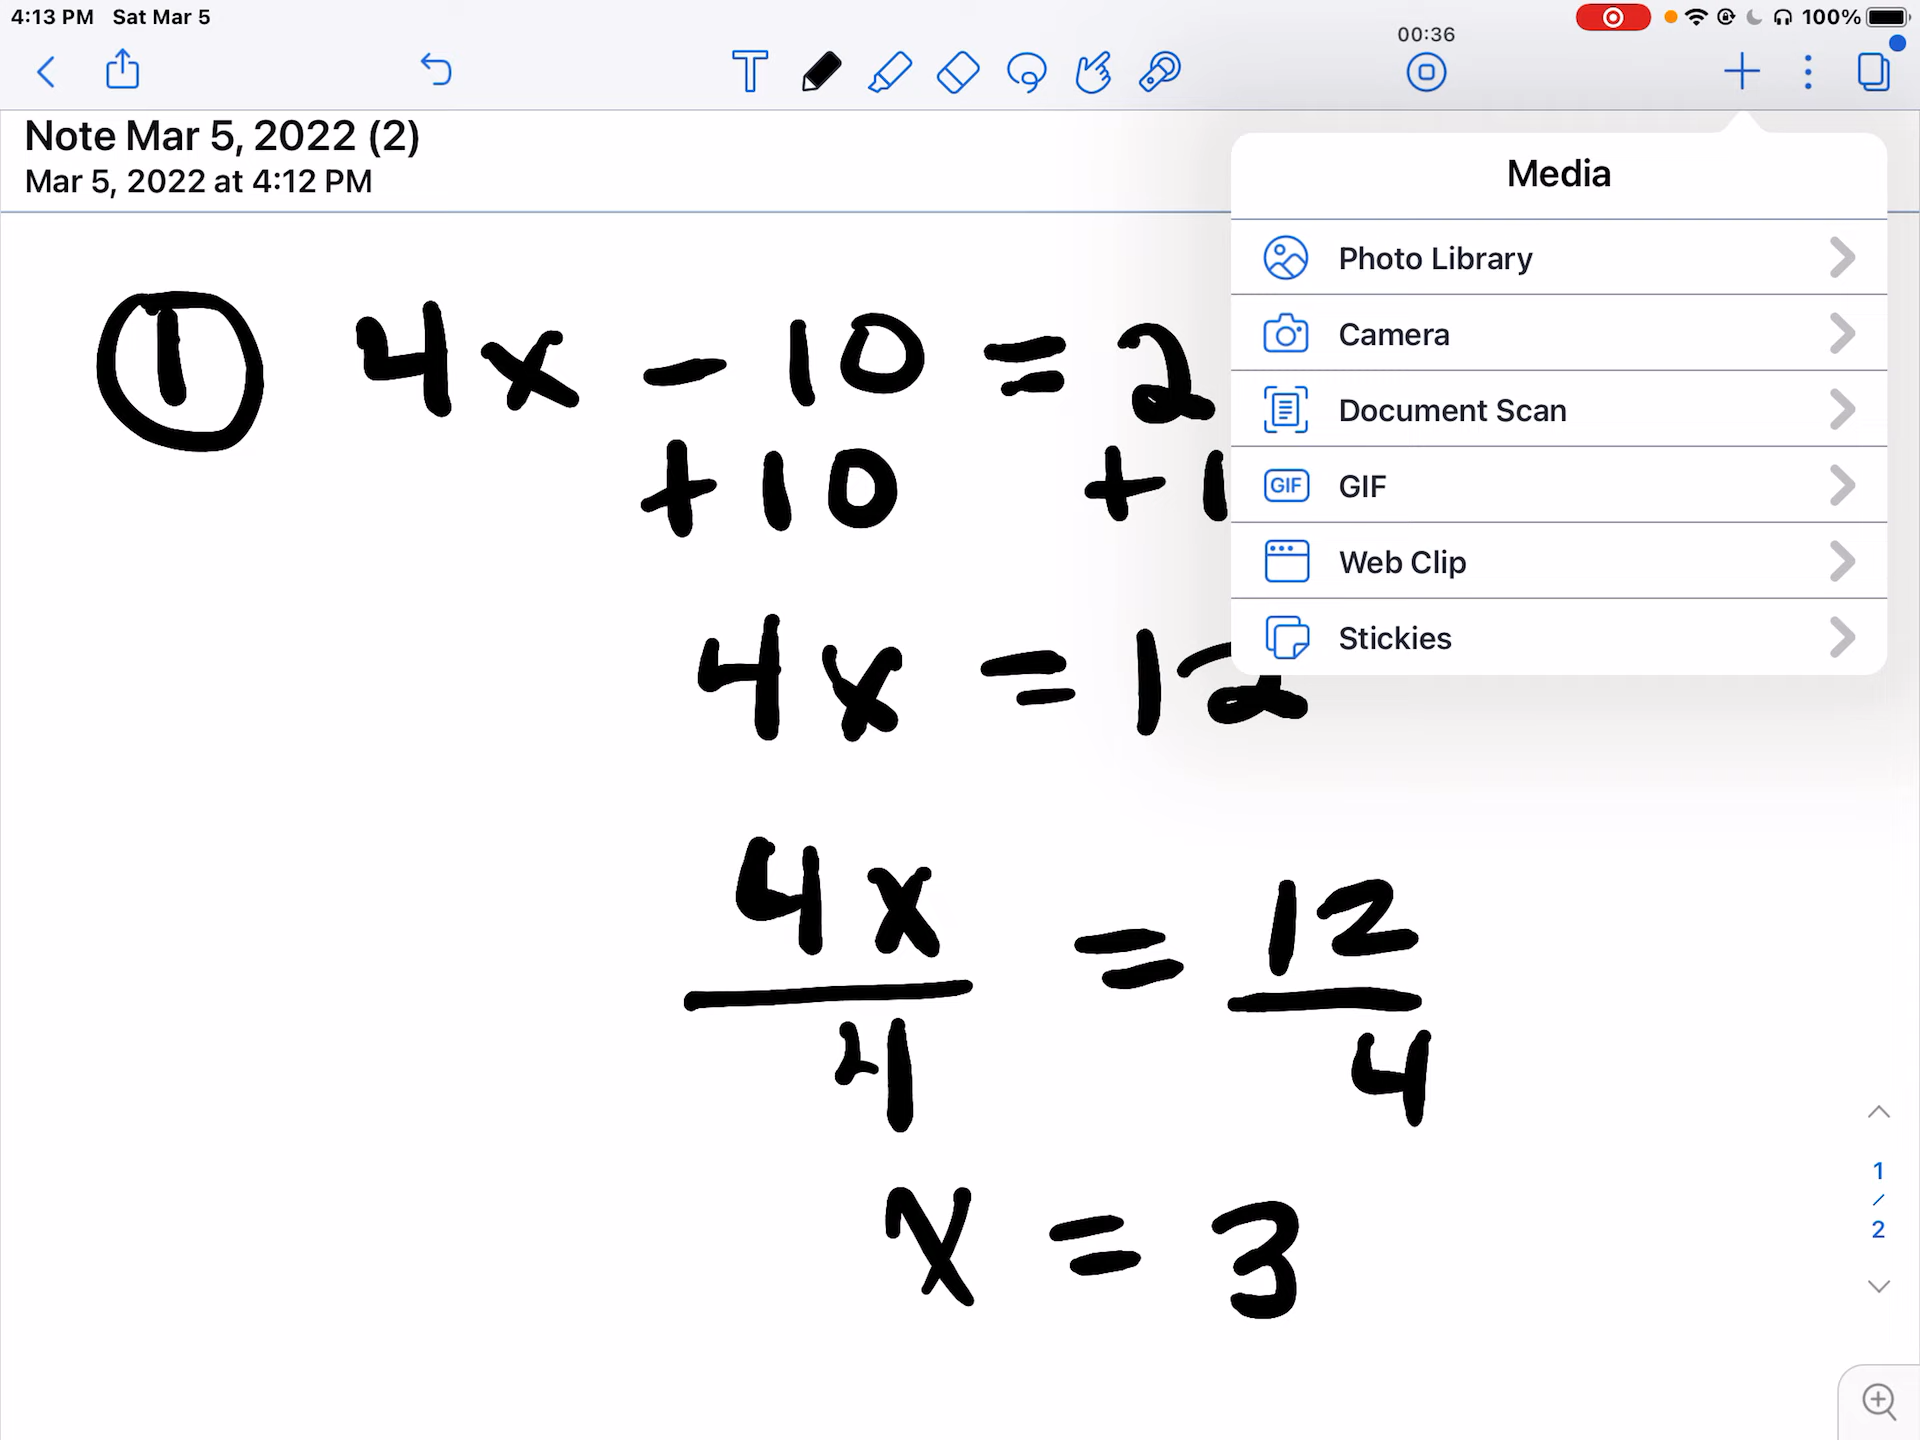 4:13 PM Sat Mar 5
100%
00:36
T
Note Mar 5, 2022 (2)
Mar 5, 2022 at 4:12 PM
Media
Photo Library
Camera
Document Scan
GIF GIF
Web Clip
Stickies
1 4x - 10 = 2
+10 +1
4x = 12
4x = 12
4 4
x = 3
1
/
2